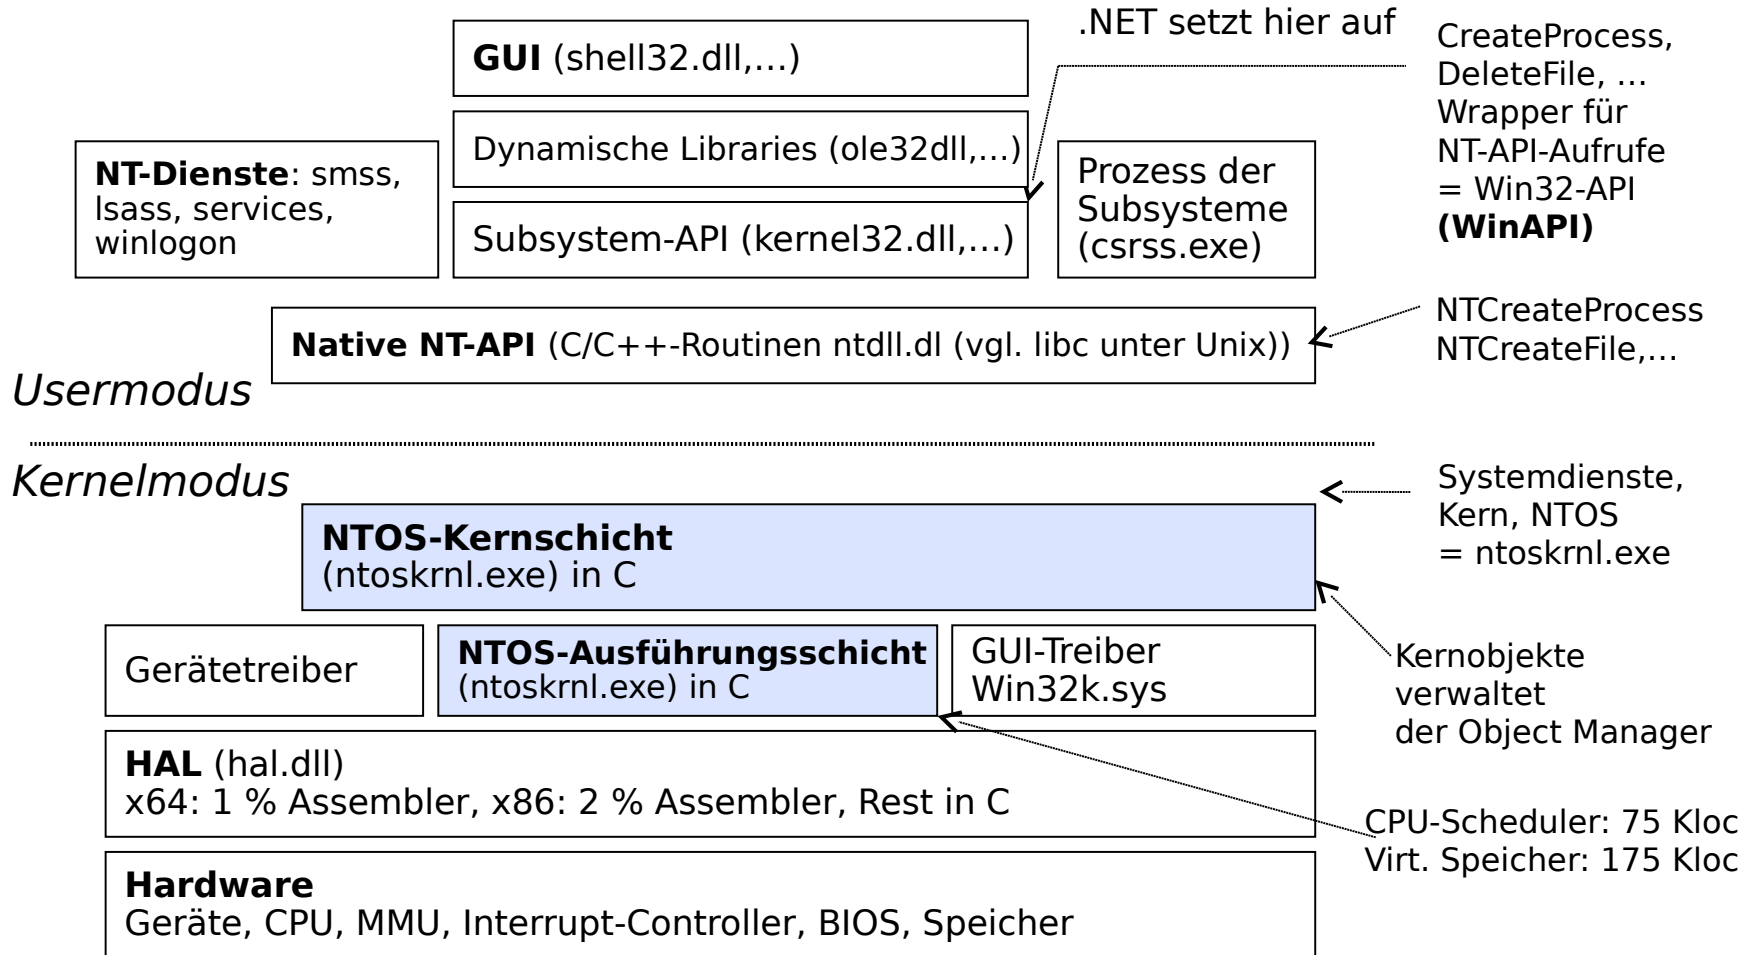 .NET setzt hier auf
GUI (shell32.dll,...)
CreateProcess,
DeleteFile, ...
Wrapper für
NT-API-Aufrufe
= Win32-API
(WinAPI)
Dynamische Libraries (ole32dll,...)
NT-Dienste: smss,
lsass, services,
winlogon
Subsystem-API (kernel32.dll,...)
Prozess der
Subsysteme
(csrss.exe)
Native NT-API (C/C++-Routinen ntdll.dl (vgl. libc unter Unix))
NTCreateProcess
NTCreateFile,...
Usermodus
Kernelmodus
Systemdienste,
Kern, NTOS
= ntoskrnl.exe
NTOS-Kernschicht
(ntoskrnl.exe) in C
Gerätetreiber
NTOS-Ausführungsschicht
(ntoskrnl.exe) in C
GUI-Treiber
Win32k.sys
Kernobjekte
verwaltet
der Object Manager
HAL (hal.dll)
x64: 1 % Assembler, x86: 2 % Assembler, Rest in C
CPU-Scheduler: 75 Kloc
Virt. Speicher: 175 Kloc
Hardware
Geräte, CPU, MMU, Interrupt-Controller, BIOS, Speicher